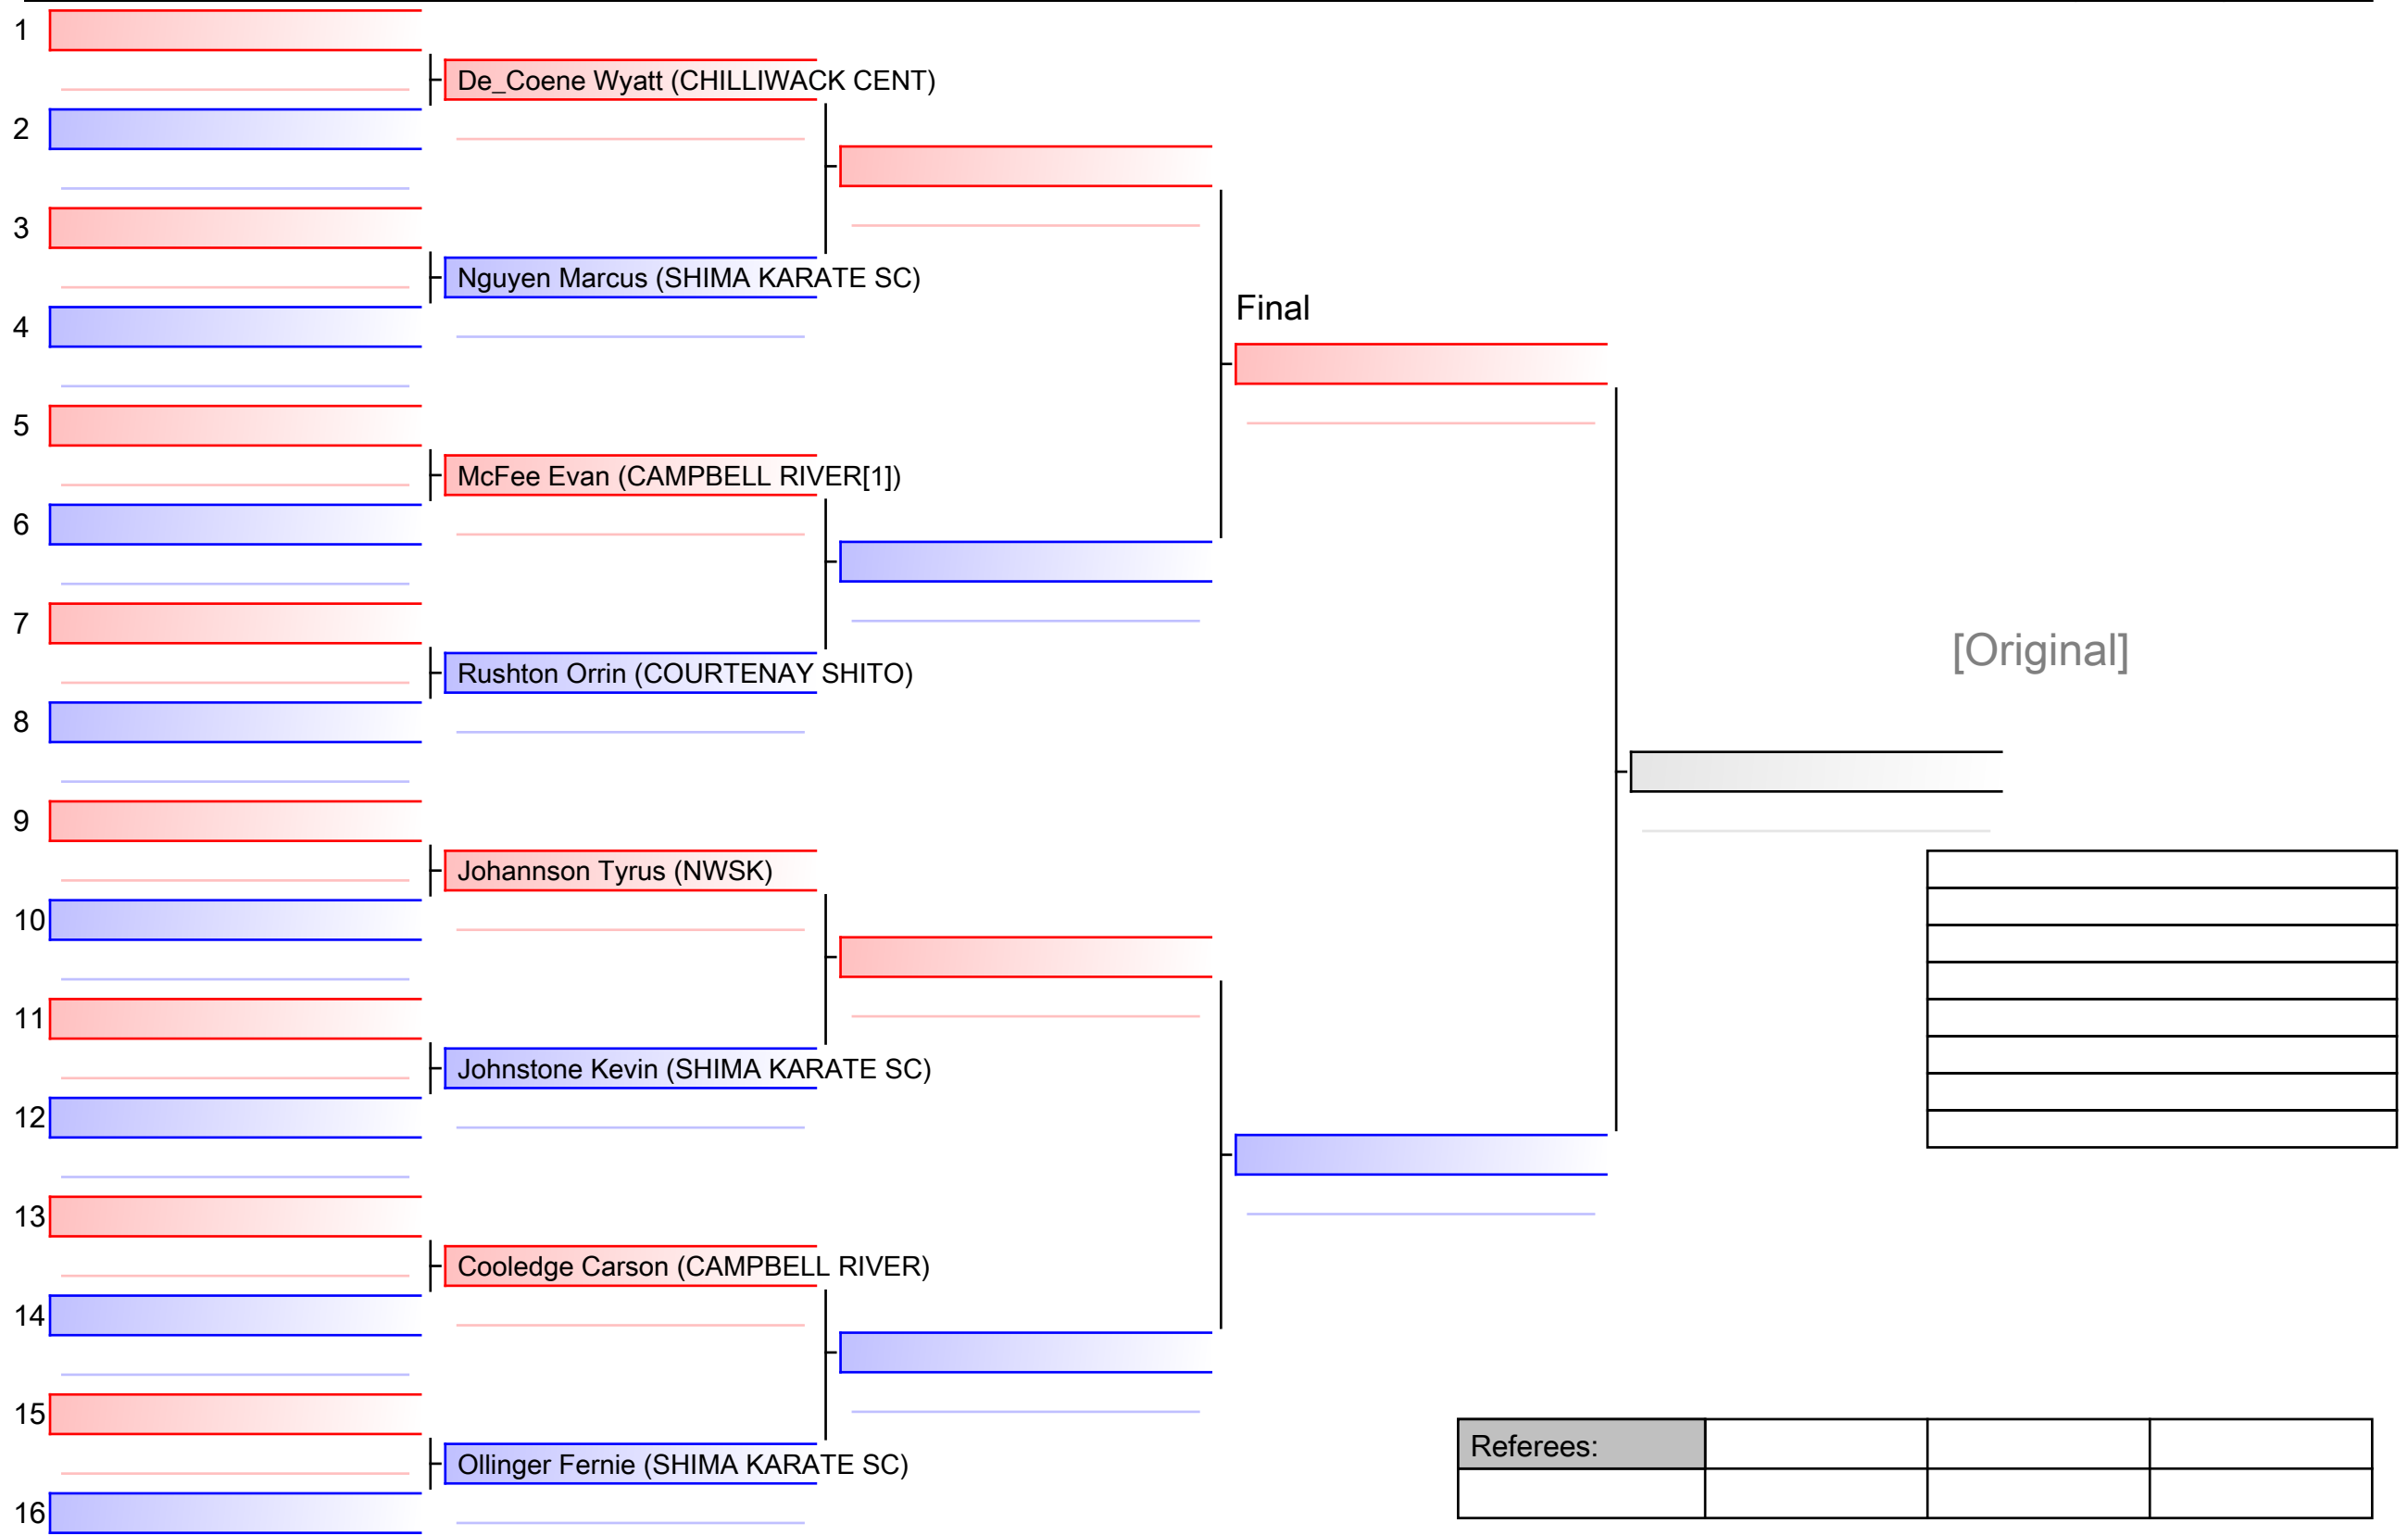 1
De_Coene Wyatt (CHILLIWACK CENT)
2
3
Nguyen Marcus (SHIMA KARATE SC)
Final
4
5
McFee Evan (CAMPBELL RIVER[1])
6
7
[Original]
Rushton Orrin (COURTENAY SHITO)
8
9
Johannson Tyrus (NWSK)
10
11
Johnstone Kevin (SHIMA KARATE SC)
12
13
Cooledge Carson (CAMPBELL RIVER)
14
15
Referees:
Ollinger Fernie (SHIMA KARATE SC)
16